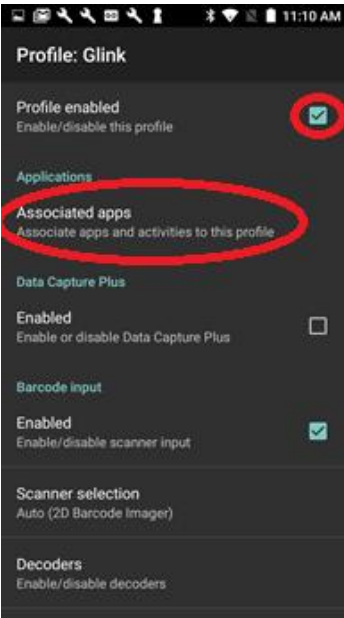 11:10 AM
Profile: Glink
Profile enabled
Enable/disable this profile
Applications
Associated apps
Associate apps and activities to this profile
Data Capture Plus
Enabled
Enable or disable Data Capture Plus
Barcode input
Enabled
Enable/disable scanner input
Scanner selection
Auto (2D Barcode Imager)
Decoders
Enable/disable decoders